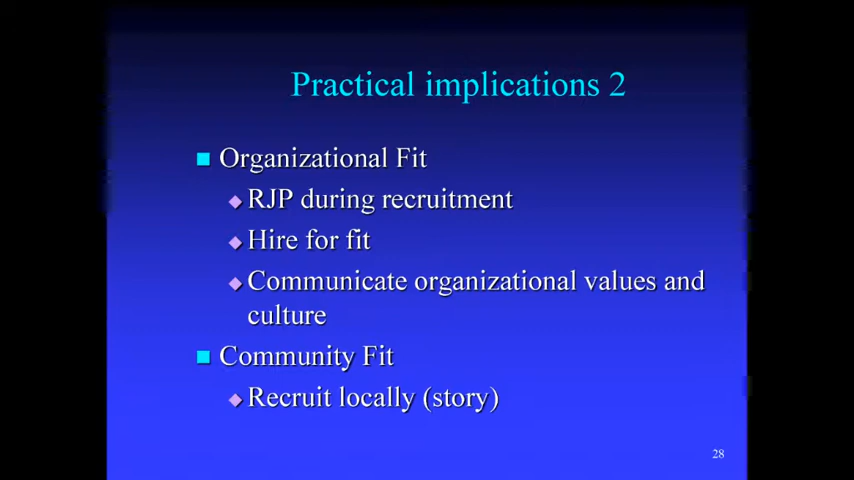 Practical implications 2
Organizational Fit
RJP during recruitment
Hire for fit
Communicate organizational values and
culture
Community Fit
Recruit locally (story)
28